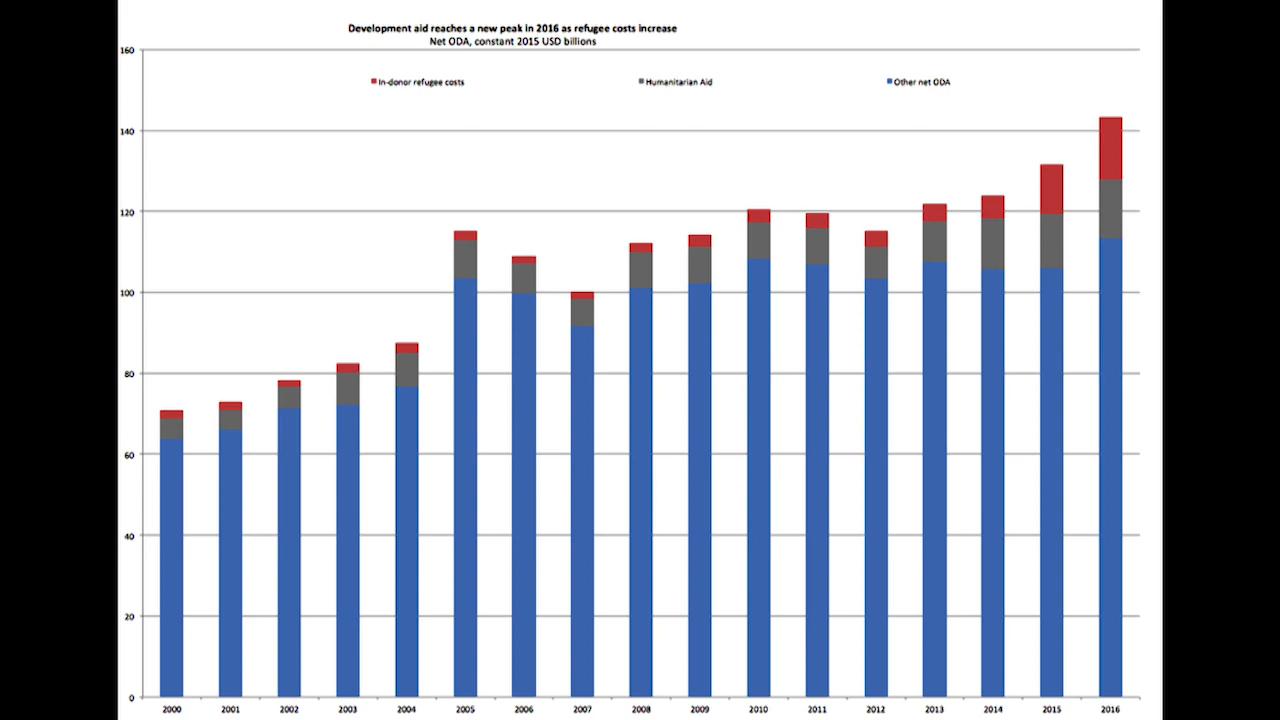 Development aid reaches a new peak in 2016 as refugee costs increase
Net ODA, constant 2015 USD billions
160
In-donor refugee costs Humanitarian Aid Other net ODA
140
120
100
80
60
40
20
0
2000 2001 2002 2003 2004 2005 2006 2007 2008 2009 2010 2011 2012 2013 2014 2015 2016